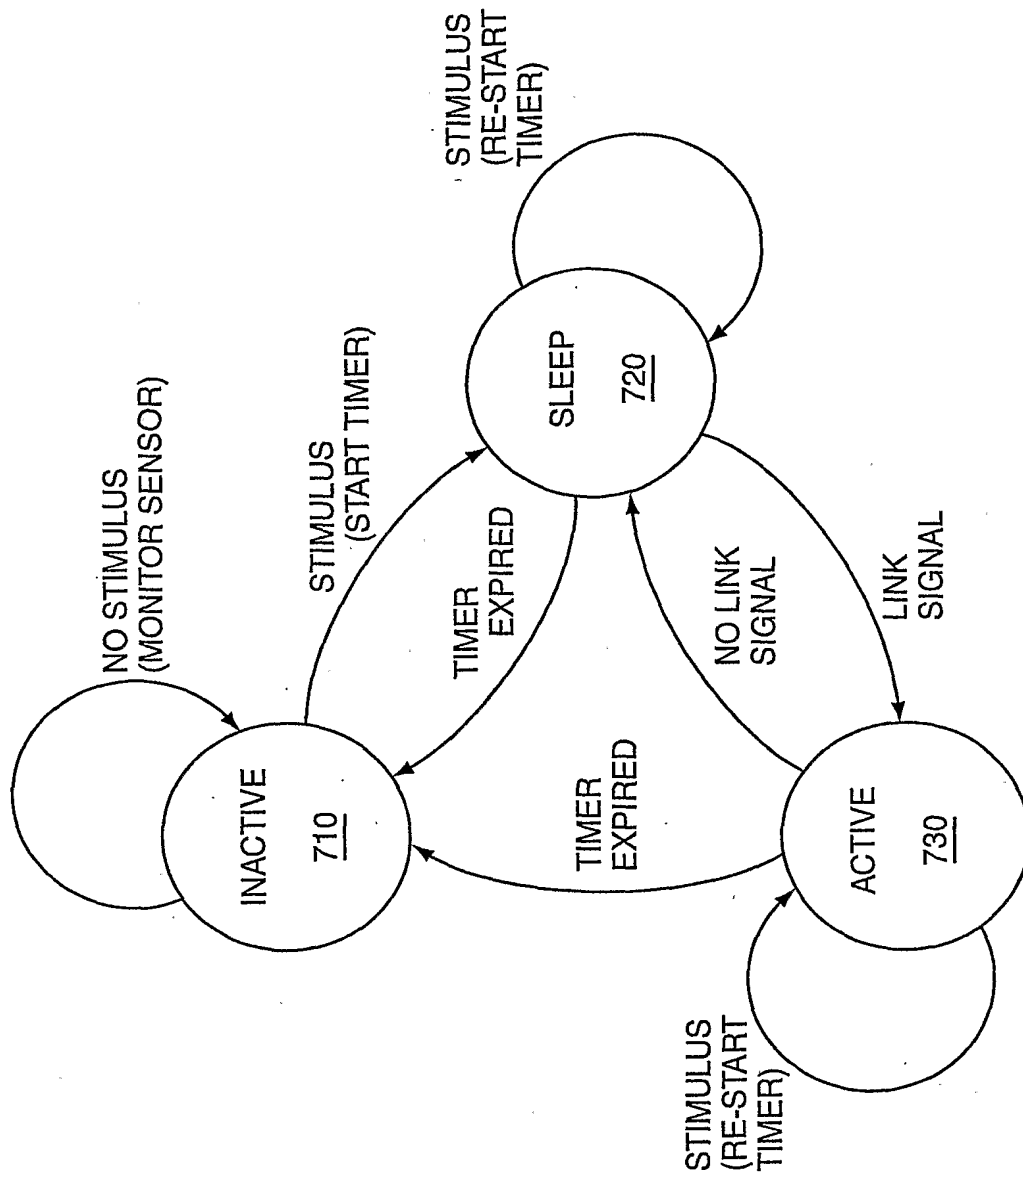 NO STIMULUS
(MONITOR SENSOR)
STIMULUS
(RE-START
TIMER)
STIMULUS
(START TIMER)
INACTIVE
710
TIMER
EXPIRED
SLEEP
720
TIMER
EXPIRED
NO LINK
SIGNAL
LINK
SIGNAL
STIMULUS
(RE-START
TIMER)
ACTIVE
730